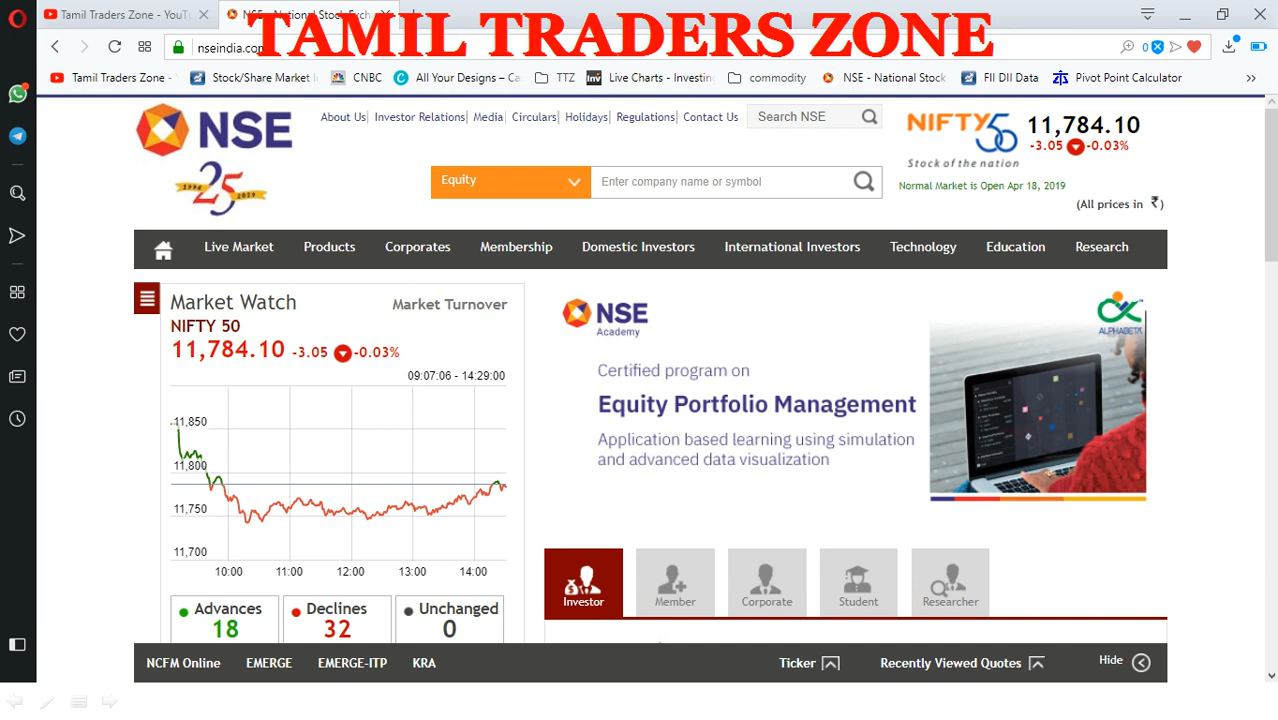 Tamil Traders Zone - YouT
NSE - National Stock Exch
TAMIL TRADERS ZONE
nseindia.com
0
Tamil Traders Zone -
Stock/Share Market
CNBC
All Your Designs – Ca
TTZ
Inv
Live Charts - Investin
commodity
NSE - National Stock
FII DII Data
Pivot Point Calculator
NSE
1994 25 2019
About Us| Investor Relations| Media| Circulars| Holidays| Regulations| Contact Us
Search NSE
NIFTY50
Stock of the nation
11,784.10
-3.05 -0.03%
Normal Market is Open Apr 18, 2019
(All prices in ₹)
Equity
Enter company name or symbol
Live Market Products Corporates Membership Domestic Investors International Investors Technology Education Research
Market Watch
Market Turnover
NIFTY 50
11,784.10 -3.05 -0.03%
09:07:06 - 14:29:00
11,850
11,800
11,750
11,700
10:00 11:00 12:00 13:00 14:00
Advances
18
Declines
32
Unchanged
0
NSE
Academy
ALPHABETA
Certified program on
Equity Portfolio Management
Application based learning using simulation
and advanced data visualization
Investor Member Corporate Student Researcher
NCFM Online EMERGE EMERGE-ITP KRA Ticker Recently Viewed Quotes Hide